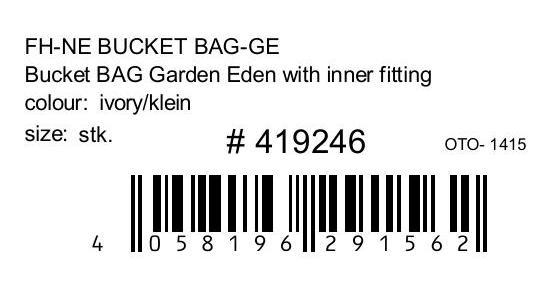 FH-NE BUCKET BAG-GE
Bucket BAG Garden Eden with inner fitting
colour: ivory/klein
size: stk.
# 419246
OTO- 1415
4 058196 291562